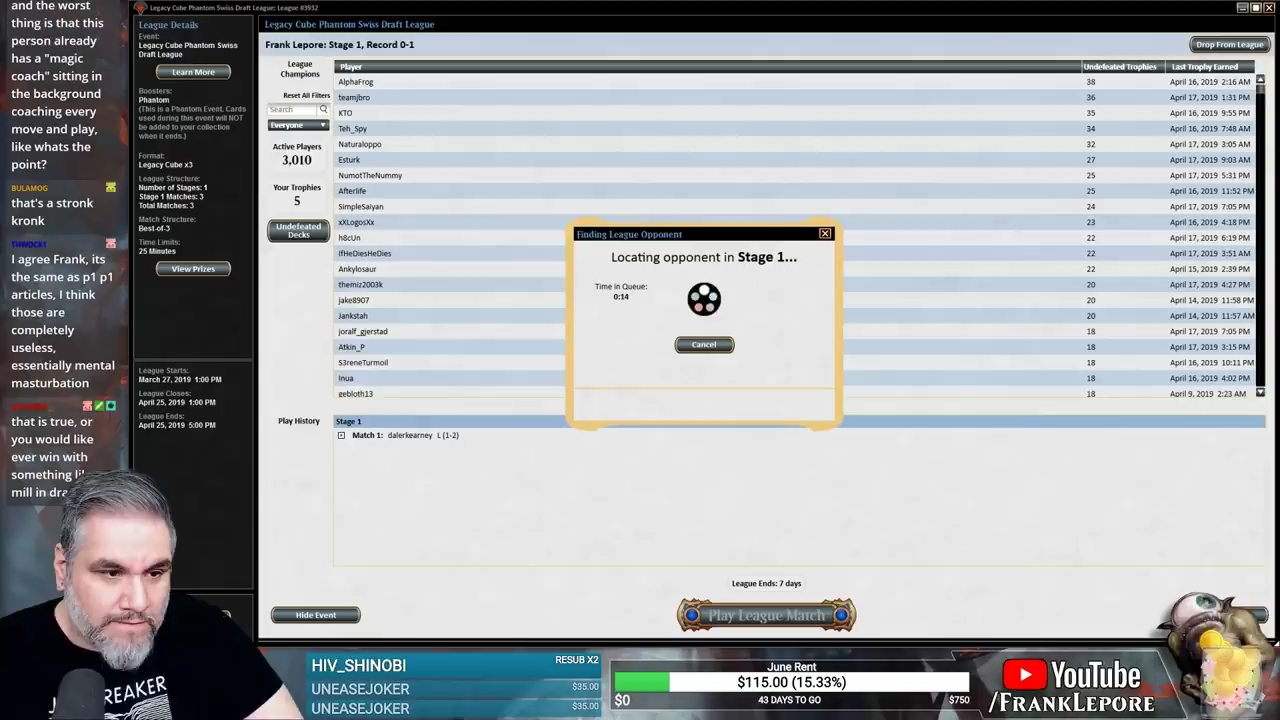 and the worst
thing is that this
person already
has a "magic
coach" sitting in
the background
watching every
move and play,
like whats the
point?
BULAMOG
that's a stronk
kronk
THWOCK1
I agree Frank, its
the same as p1 p1
articles, I think
those are
completely
useless,
essentially mental
masturbation
that is true, or
you would like
ever win with
something
mill in
Legacy Cube Phantom Swiss Draft League: League #3932
League Details
Event:
Legacy Cube Phantom Swiss
Draft League
Learn More
Boosters:
Phantom
(This is a Phantom Event. Cards
used during this event will NOT
be added to your collection
when it ends.)
Format:
Legacy Cube x3
League Structure:
Number of Stages: 1
Stage 1 Matches: 3
Total Matches: 3
Match Structure:
Best-of-3
Time Limits:
25 Minutes
View Prizes
League Starts:
March 27, 2019 1:00 PM
League Closes:
April 25, 2019 1:00 PM
League Ends:
April 25, 2019 5:00 PM
Legacy Cube Phantom Swiss Draft League
Frank Lepore: Stage 1, Record 0-1
Drop From League
League
Champions
Reset All Filters
Search
Everyone
Active Players
3,010
Your Trophies
5
Undefeated
Decks
Player Undefeated Trophies Last Trophy Earned
AlphaFrog 38 April 16, 2019 2:16 AM
teamjbro 36 April 17, 2019 1:31 PM
KTO 35 April 16, 2019 9:55 PM
Teh_Spy 34 April 16, 2019 7:48 AM
Naturaloppo 32 April 17, 2019 3:05 AM
Esturk 27 April 17, 2019 9:03 AM
NumotTheNummy 25 April 17, 2019 5:31 PM
Afterlife 25 April 16, 2019 11:52 PM
SimpleSaiyan 24 April 17, 2019 7:05 PM
xXLogosXx 23 April 16, 2019 4:18 PM
h8cUn 22 April 17, 2019 6:19 PM
IfHeDiesHeDies 22 April 17, 2019 3:51 AM
Ankylosaur 22 April 15, 2019 2:39 PM
themiz2003k 20 April 17, 2019 4:27 PM
jake8907 20 April 14, 2019 11:58 PM
Jankstah 20 April 14, 2019 11:57 AM
joralf_gjerstad 18 April 17, 2019 7:05 PM
Atkin_P 18 April 17, 2019 3:15 PM
S3reneTurmoil 18 April 16, 2019 10:11 PM
Inua 18 April 16, 2019 4:02 PM
gebloth13 18 April 9, 2019 2:23 AM
Finding League Opponent
Locating opponent in Stage 1...
Time in Queue:
0:14
Cancel
Play History
Stage 1
Match 1: dalerkearney L (1-2)
League Ends: 7 days
Hide Event
Play League Match
BREAKER
HIV_SHINOBI RESUB X2
UNEASEJOKER $35.00
UNEASEJOKER $35.00
June Rent
$115.00 (15.33%)
$0 43 DAYS TO GO $750
YouTube
/FRANKLEPORE